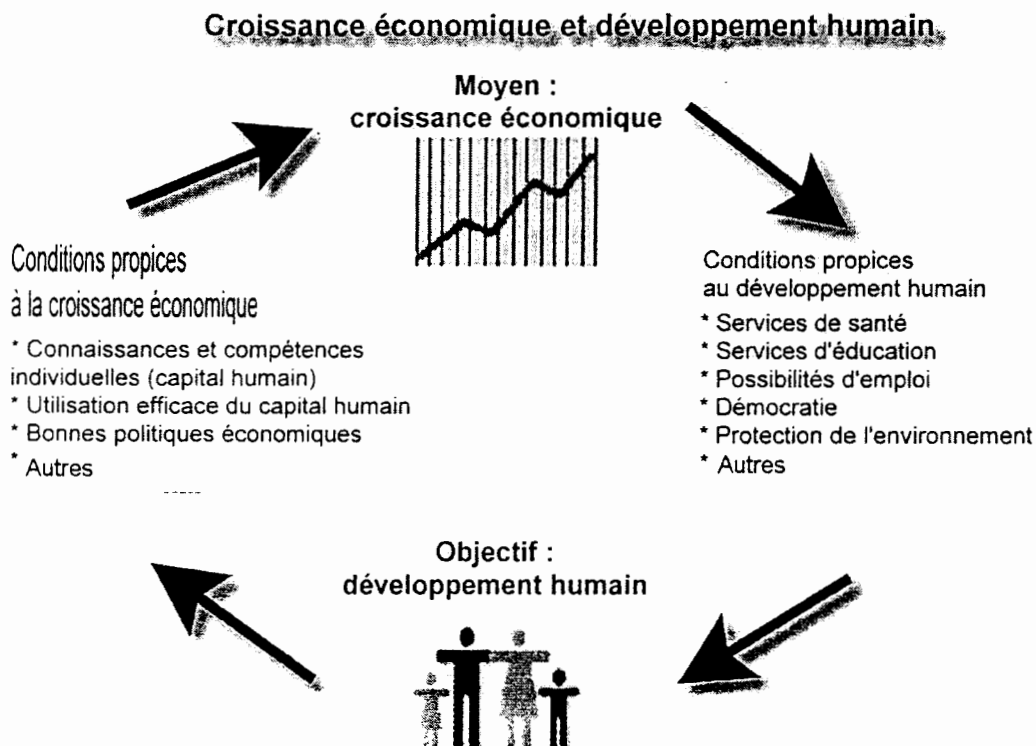 Croissance économique et développement humain
Moyen :
croissance économique
Conditions propices
à la croissance économique
* Connaissances et compétences
individuelles (capital humain)
* Utilisation efficace du capital humain
* Bonnes politiques économiques
* Autres
Conditions propices
au développement humain
* Services de santé
* Services d'éducation
* Possibilités d'emploi
* Démocratie
* Protection de l'environnement
* Autres
Objectif :
développement humain